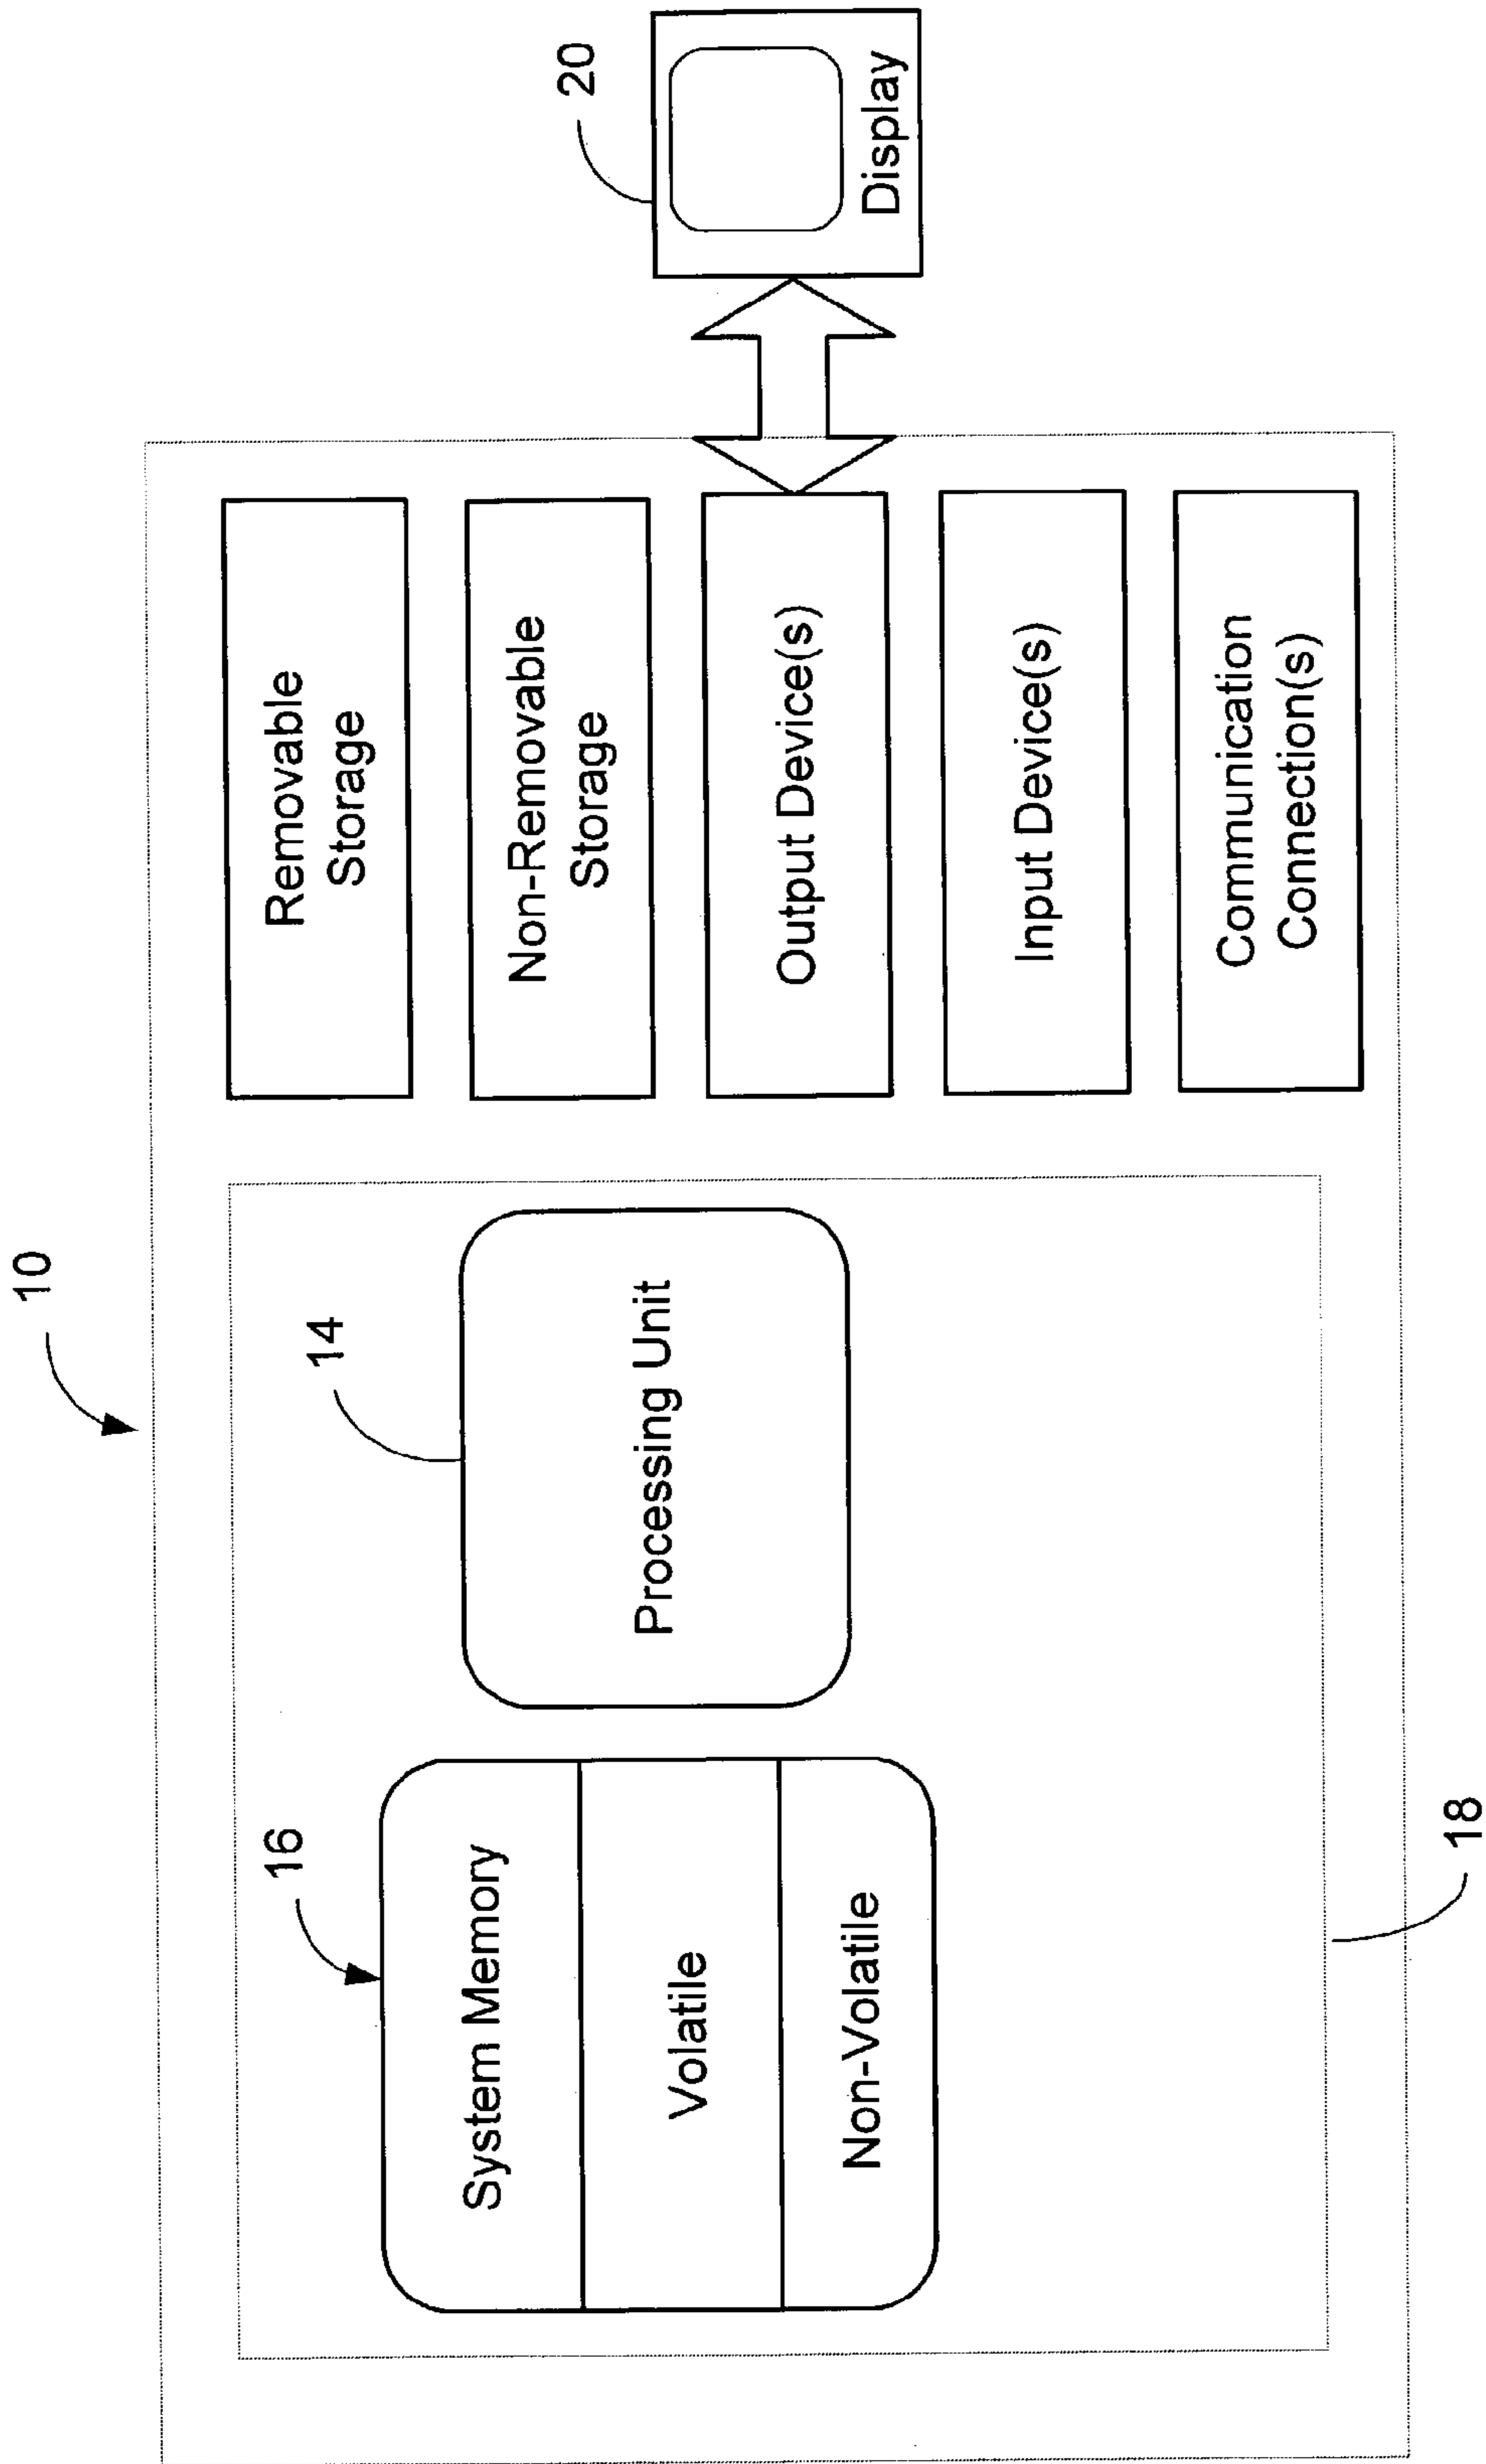 10
16
System Memory
Volatile
Non-Volatile
14
Processing Unit
18
Removable
Storage
Non-Removable
Storage
Output Device(s)
Input Device(s)
Communication
Connection(s)
20
Display